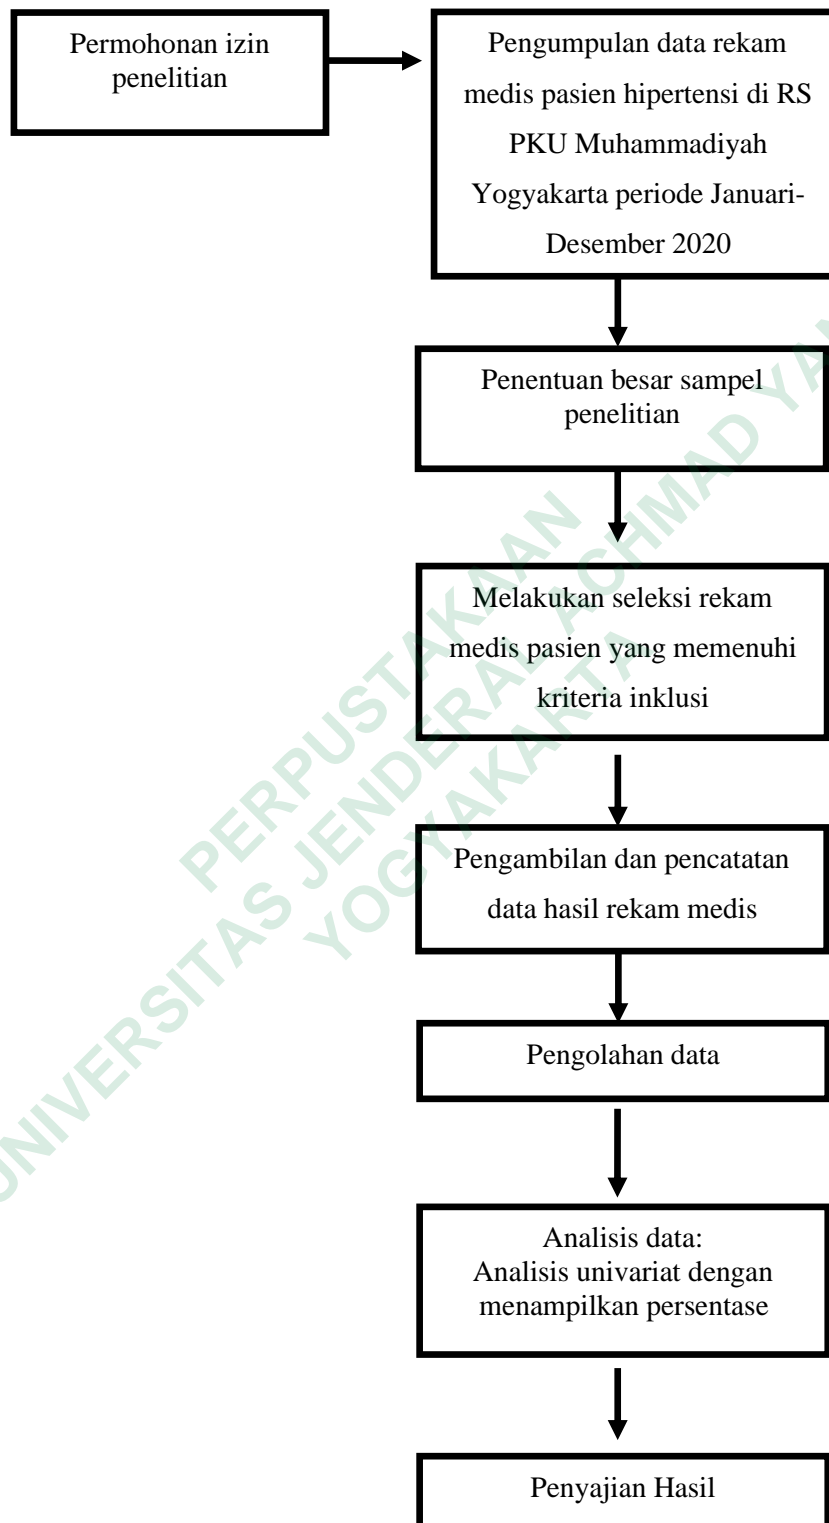 Permohonan izin
penelitian
Pengumpulan data rekam
medis pasien hipertensi di RS
PKU Muhammadiyah
Yogyakarta periode Januari-
Desember 2020
Penentuan besar sampel
penelitian
Melakukan seleksi rekam
medis pasien yang memenuhi
kriteria inklusi
Pengambilan dan pencatatan
data hasil rekam medis
Pengolahan data
Analisis data:
Analisis univariat dengan
menampilkan persentase
Penyajian Hasil
PERPUSTAKAAN
UNIVERSITAS JENDERAL ACHMAD YAN
YOGYAKARTA